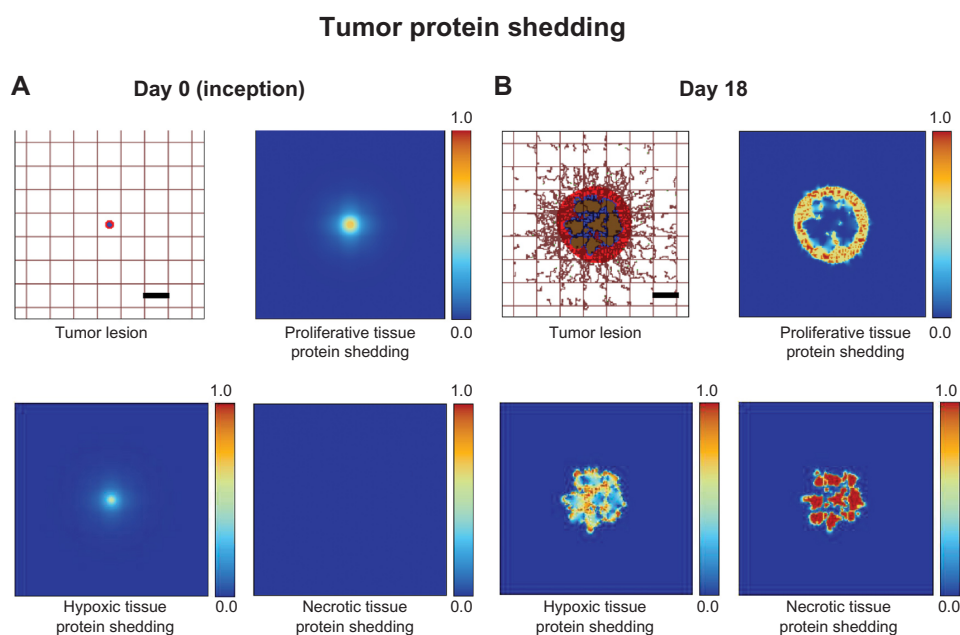 Tumor protein shedding
A
Day 0 (inception)
B
Day 18
1.0
1.0
0.0
0.0
Tumor lesion
Proliferative tissue
protein shedding
Tumor lesion
Proliferative tissue
protein shedding
1.0
1.0
1.0
1.0
0.0
0.0
0.0
0.0
Hypoxic tissue
protein shedding
Necrotic tissue
protein shedding
Hypoxic tissue
protein shedding
Necrotic tissue
protein shedding